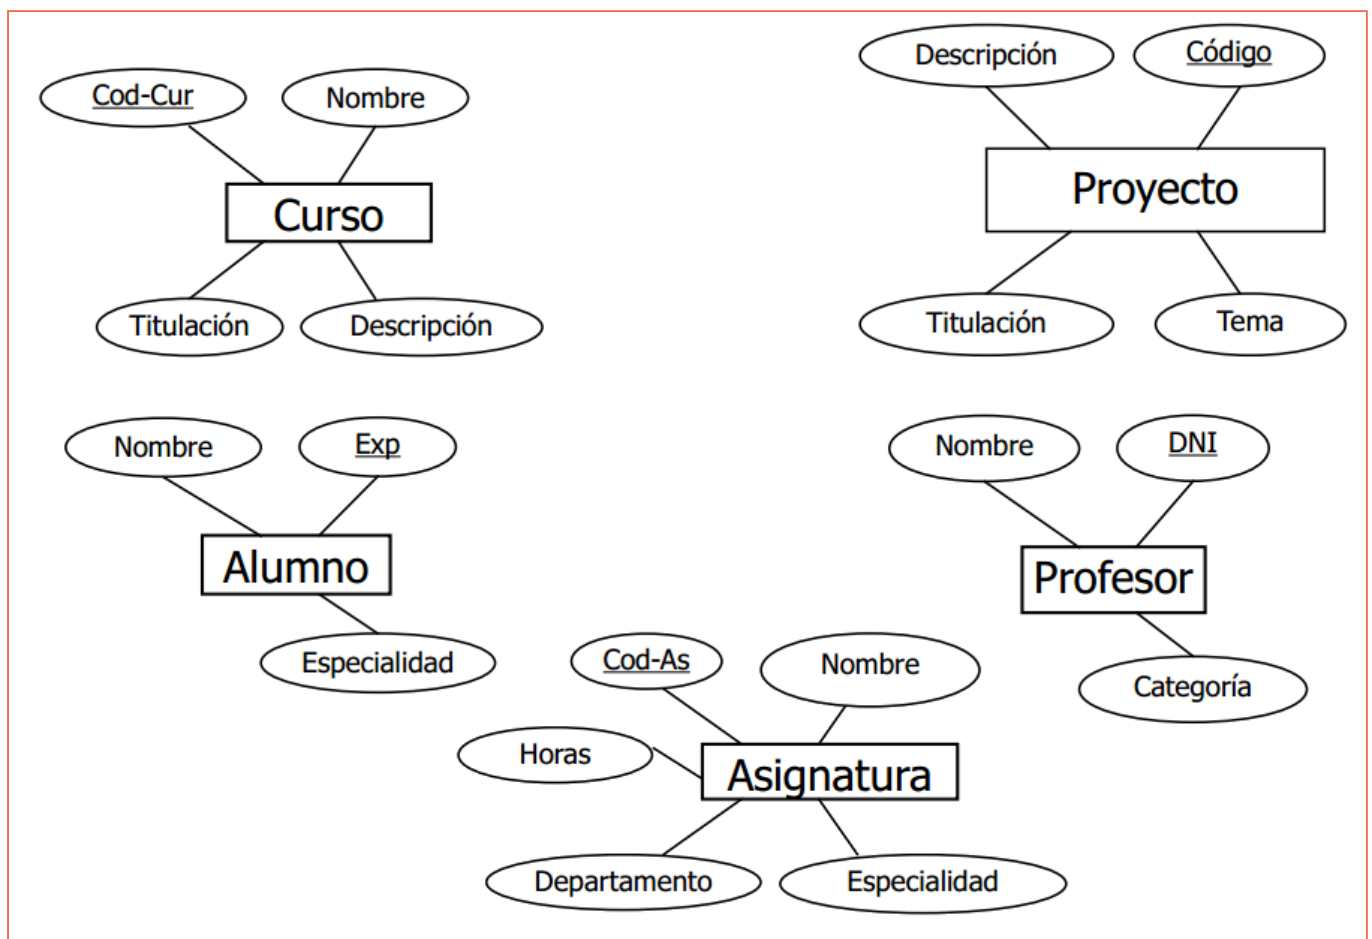 Descripción
Código
Cod-Cur
Nombre
Proyecto
Curso
Titulación
Tema
Titulación
Descripción
Nombre
Exp
Nombre
DNI
Alumno
Profesor
Especialidad
Cod-As
Nombre
Categoría
Horas
Asignatura
Departamento
Especialidad